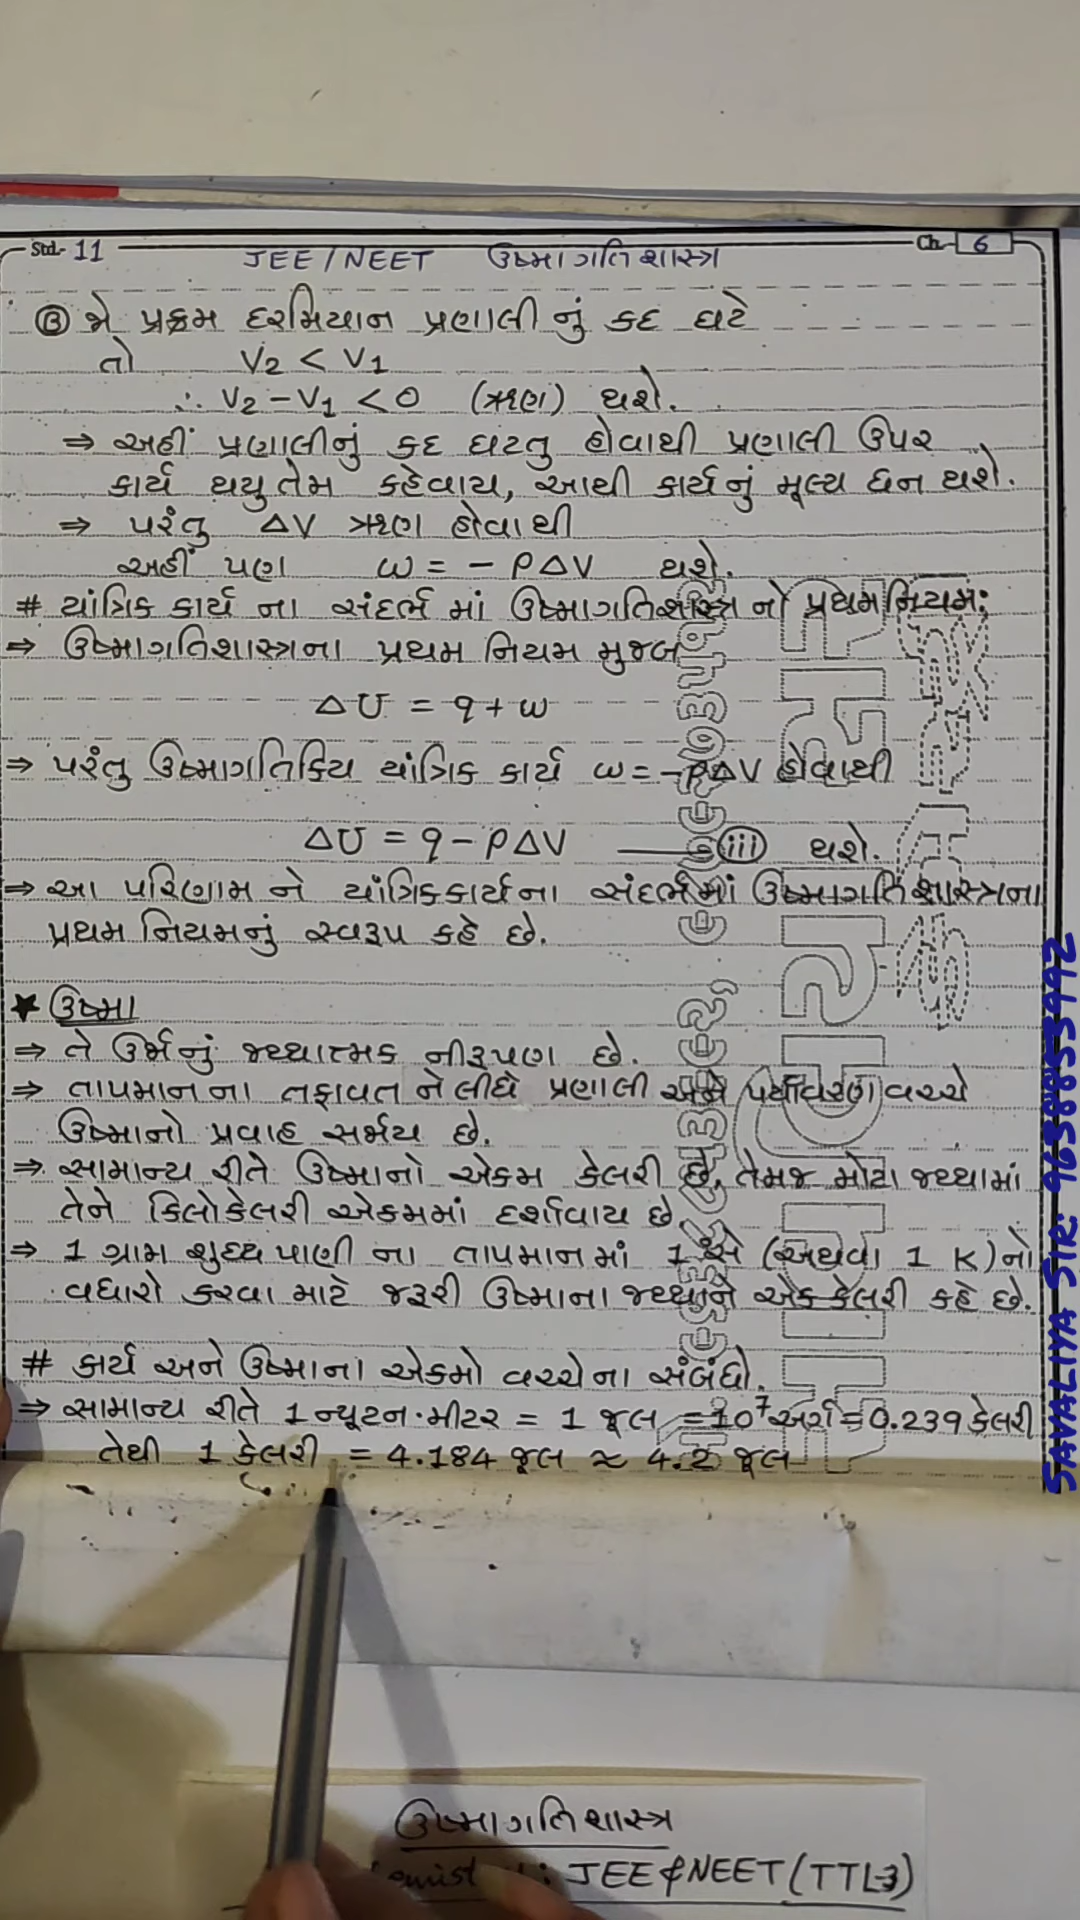 Std- 11 JEE/NEET ઉષ્માગતિશાસ્ત્ર Ch- 6
(B) જો પ્રક્રમ દરમિયાન પ્રણાલીનું કદ ઘટે
તો V2 < V1
∴ V2 - V1 < 0 (ઋણ) થશે.
⇒ અહીં પ્રણાલીનું કદ ઘટતુ હોવાથી પ્રણાલી ઉપર
કાર્ય થયુ તેમ કહેવાય, આથી કાર્યનું મૂલ્ય ધન થશે.
⇒ પરંતુ ΔV ઋણ હોવાથી
અહીં પણ w = - PΔV થશે.
# યાંત્રિક કાર્ય ના સંદર્ભ માં ઉષ્માગતિશાસ્ત્ર નો પ્રથમ નિયમ:
⇒ ઉષ્માગતિશાસ્ત્રના પ્રથમ નિયમ મુજબ
ΔU = q + w
⇒ પરંતુ ઉષ્માગતિકિય યાંત્રિક કાર્ય w = -PΔV હોવાથી
ΔU = q - PΔV (iii) થશે.
⇒ આ પરિણામ ને યાંત્રિકકાર્યના સંદર્ભમાં ઉષ્માગતિશાસ્ત્રના
પ્રથમ નિયમનું સ્વરૂપ કહે છે.
★ ઉષ્મા
⇒ તે ઉર્જાનું જથ્થાત્મક નીરૂપણ છે.
⇒ તાપમાન ના તફાવત ને લીધે પ્રણાલી અને પર્યાવરણ વચ્ચે
ઉષ્માનો પ્રવાહ સર્જાય છે.
⇒ સામાન્ય રીતે ઉષ્માનો એકમ કેલરી છે, તેમજ મોટા જથ્થામાં
તેને કિલોકેલરી એકમમાં દર્શાવાય છે.
⇒ 1 ગ્રામ શુધ્ધ પાણી ના તાપમાન માં 1 સે (અથવા 1 K) નો
વધારો કરવા માટે જરૂરી ઉષ્માના જથ્થાને એક કેલરી કહે છે.
# કાર્ય અને ઉષ્માના એકમો વચ્ચે ના સંબંધો.
⇒ સામાન્ય રીતે 1 ન્યૂટન.મીટર = 1 જૂલ = 10⁷ અર્ગ = 0.239 કેલરી
તેથી 1 કેલરી = 4.184 જૂલ ≈ 4.2 જૂલ
SAVALIYA SIR: 9638853992
ઉષ્માગતિશાસ્ત્ર
: JEE & NEET (TTL-3)